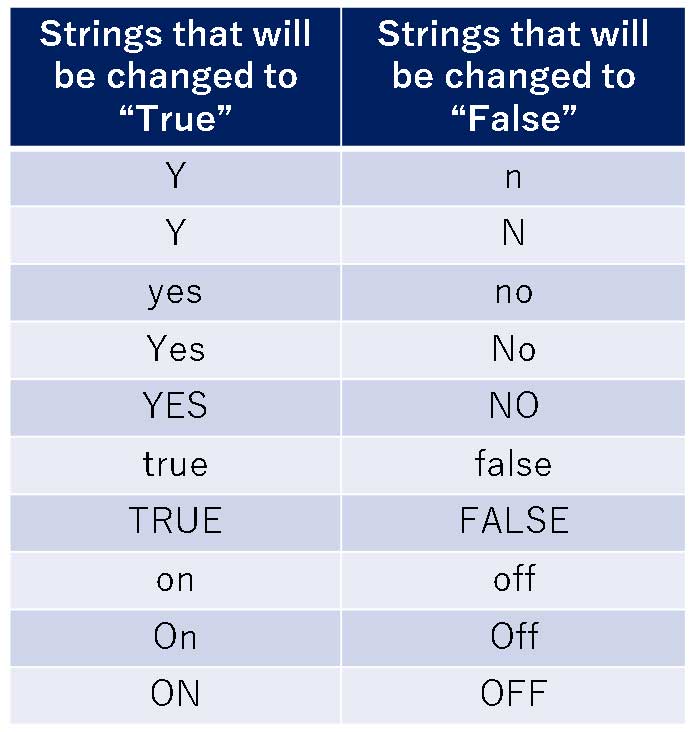 Strings that will be changed to “True” Strings that will be changed to “False”
Y n
Y N
yes no
Yes No
YES NO
true false
TRUE FALSE
on off
On Off
ON OFF